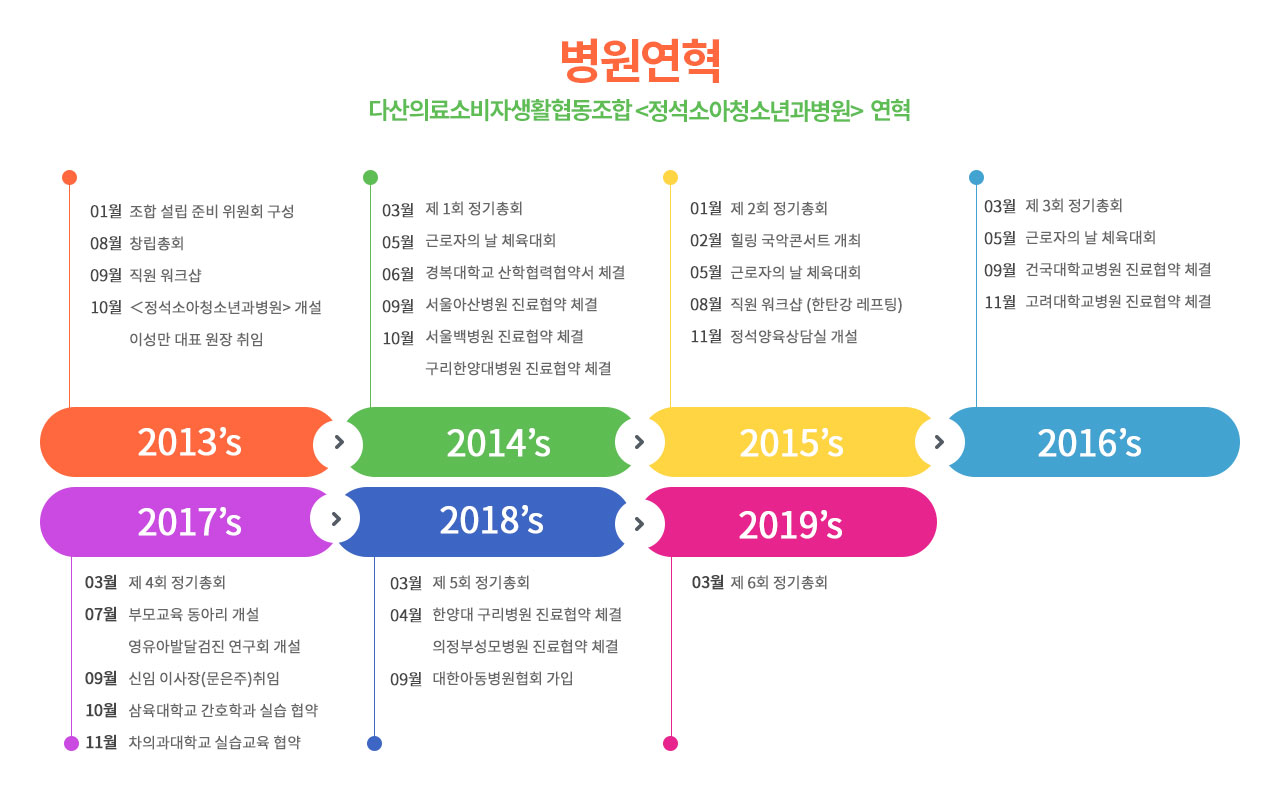 병원연혁
다산의료소비자생활협동조합 <정석소아청소년과병원> 연혁
01월 조합 설립 준비 위원회 구성
08월 창립총회
09월 직원 워크샵
10월 <정석소아청소년과병원> 개설
이성만 대표 원장 취임
03월 제 1회 정기총회
05월 근로자의 날 체육대회
06월 경복대학교 산학협력협약서 체결
09월 서울아산병원 진료협약 체결
10월 서울백병원 진료협약 체결
구리한양대병원 진료협약 체결
01월 제 2회 정기총회
02월 힐링 국악콘서트 개최
05월 근로자의 날 체육대회
08월 직원 워크샵 (한탄강 레프팅)
11월 정석양육상담실 개설
03월 제 3회 정기총회
05월 근로자의 날 체육대회
09월 건국대학교병원 진료협약 체결
11월 고려대학교병원 진료협약 체결
2013’s
2014’s
2015’s
2016’s
2017’s
2018’s
2019’s
03월 제 4회 정기총회
07월 부모교육 동아리 개설
영유아발달검진 연구회 개설
09월 신임 이사장(문은주)취임
10월 삼육대학교 간호학과 실습 협약
11월 차의과대학교 실습교육 협약
03월 제 5회 정기총회
04월 한양대 구리병원 진료협약 체결
의정부성모병원 진료협약 체결
09월 대한아동병원협회 가입
03월 제 6회 정기총회